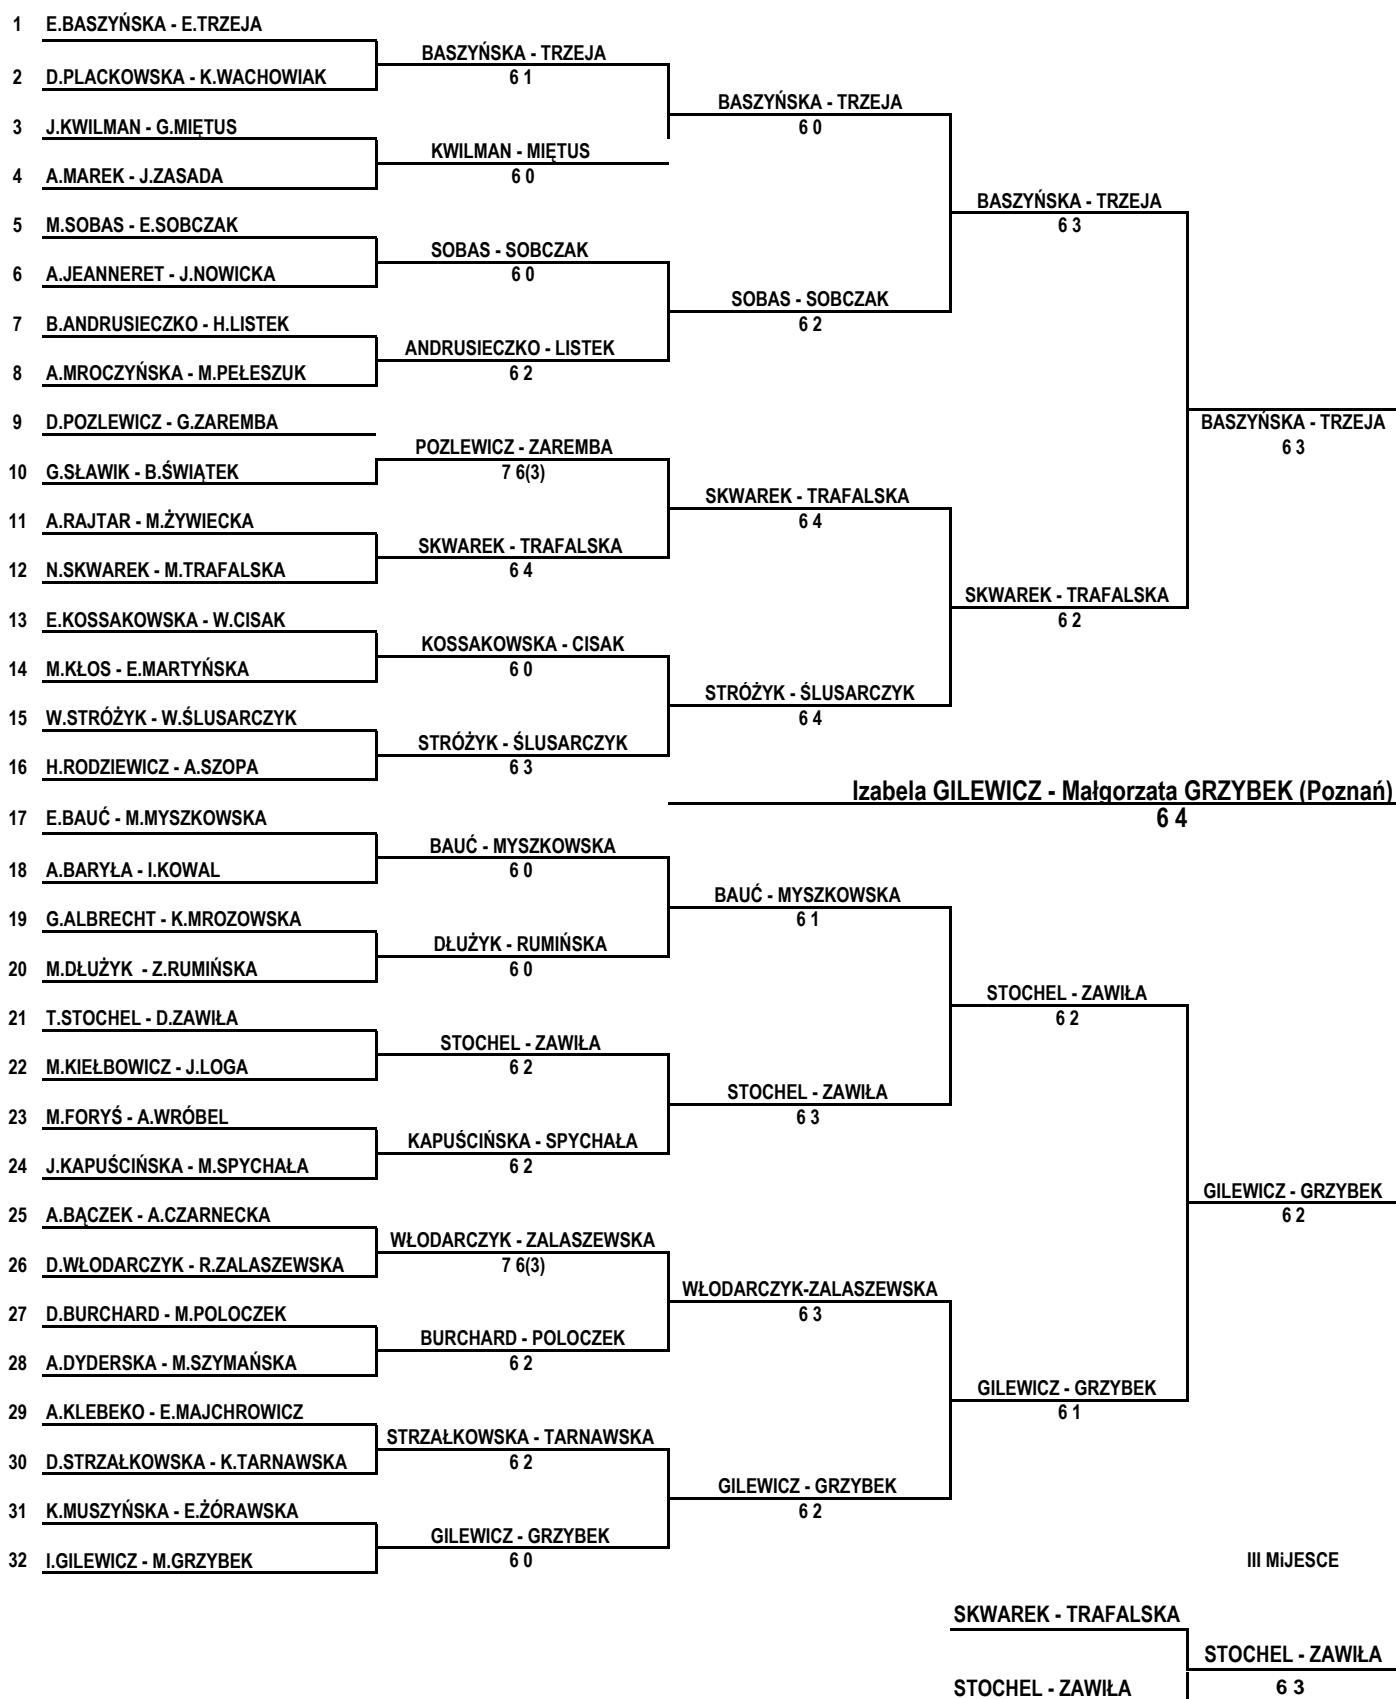 1 E.BASZYŃSKA - E.TRZEJA
BASZYŃSKA - TRZEJA
2 D.PLACKOWSKA - K.WACHOWIAK
6 1
BASZYŃSKA - TRZEJA
3 J.KWILMAN - G.MIĘTUS
6 0
KWILMAN - MIĘTUS
4 A.MAREK - J.ZASADA
6 0
BASZYŃSKA - TRZEJA
5 M.SOBAS - E.SOBCZAK
6 3
SOBAS - SOBCZAK
6 A.JEANNERET - J.NOWICKA
6 0
SOBAS - SOBCZAK
7 B.ANDRUSIECZKO - H.LISTEK
6 2
ANDRUSIECZKO - LISTEK
8 A.MROCZYŃSKA - M.PEŁESZUK
6 2
9 D.POZLEWICZ - G.ZAREMBA
BASZYŃSKA - TRZEJA
POZLEWICZ - ZAREMBA
6 3
10 G.SŁAWIK - B.ŚWIĄTEK
7 6(3)
SKWAREK - TRAFALSKA
11 A.RAJTAR - M.ŻYWIECKA
6 4
SKWAREK - TRAFALSKA
12 N.SKWAREK - M.TRAFALSKA
6 4
SKWAREK - TRAFALSKA
13 E.KOSSAKOWSKA - W.CISAK
6 2
KOSSAKOWSKA - CISAK
14 M.KŁOS - E.MARTYŃSKA
6 0
STRÓŻYK - ŚLUSARCZYK
15 W.STRÓŻYK - W.ŚLUSARCZYK
6 4
STRÓŻYK - ŚLUSARCZYK
16 H.RODZIEWICZ - A.SZOPA
6 3
Izabela GILEWICZ - Małgorzata GRZYBEK (Poznań)
17 E.BAUĆ - M.MYSZKOWSKA
6 4
BAUĆ - MYSZKOWSKA
18 A.BARYŁA - I.KOWAL
6 0
BAUĆ - MYSZKOWSKA
19 G.ALBRECHT - K.MROZOWSKA
6 1
DŁUŻYK - RUMIŃSKA
20 M.DŁUŻYK - Z.RUMIŃSKA
6 0
STOCHEL - ZAWIŁA
21 T.STOCHEL - D.ZAWIŁA
6 2
STOCHEL - ZAWIŁA
22 M.KIEŁBOWICZ - J.LOGA
6 2
STOCHEL - ZAWIŁA
23 M.FORYŚ - A.WRÓBEL
6 3
KAPUŚCIŃSKA - SPYCHAŁA
24 J.KAPUŚCIŃSKA - M.SPYCHAŁA
6 2
GILEWICZ - GRZYBEK
25 A.BĄCZEK - A.CZARNECKA
6 2
WŁODARCZYK - ZALASZEWSKA
26 D.WŁODARCZYK - R.ZALASZEWSKA
7 6(3)
WŁODARCZYK-ZALASZEWSKA
27 D.BURCHARD - M.POLOCZEK
6 3
BURCHARD - POLOCZEK
28 A.DYDERSKA - M.SZYMAŃSKA
6 2
GILEWICZ - GRZYBEK
29 A.KLEBEKO - E.MAJCHROWICZ
6 1
STRZAŁKOWSKA - TARNAWSKA
30 D.STRZAŁKOWSKA - K.TARNAWSKA
6 2
GILEWICZ - GRZYBEK
31 K.MUSZYŃSKA - E.ŻÓRAWSKA
6 2
GILEWICZ - GRZYBEK
32 I.GILEWICZ - M.GRZYBEK
6 0
III MiJESCE
SKWAREK - TRAFALSKA
STOCHEL - ZAWIŁA
STOCHEL - ZAWIŁA
6 3